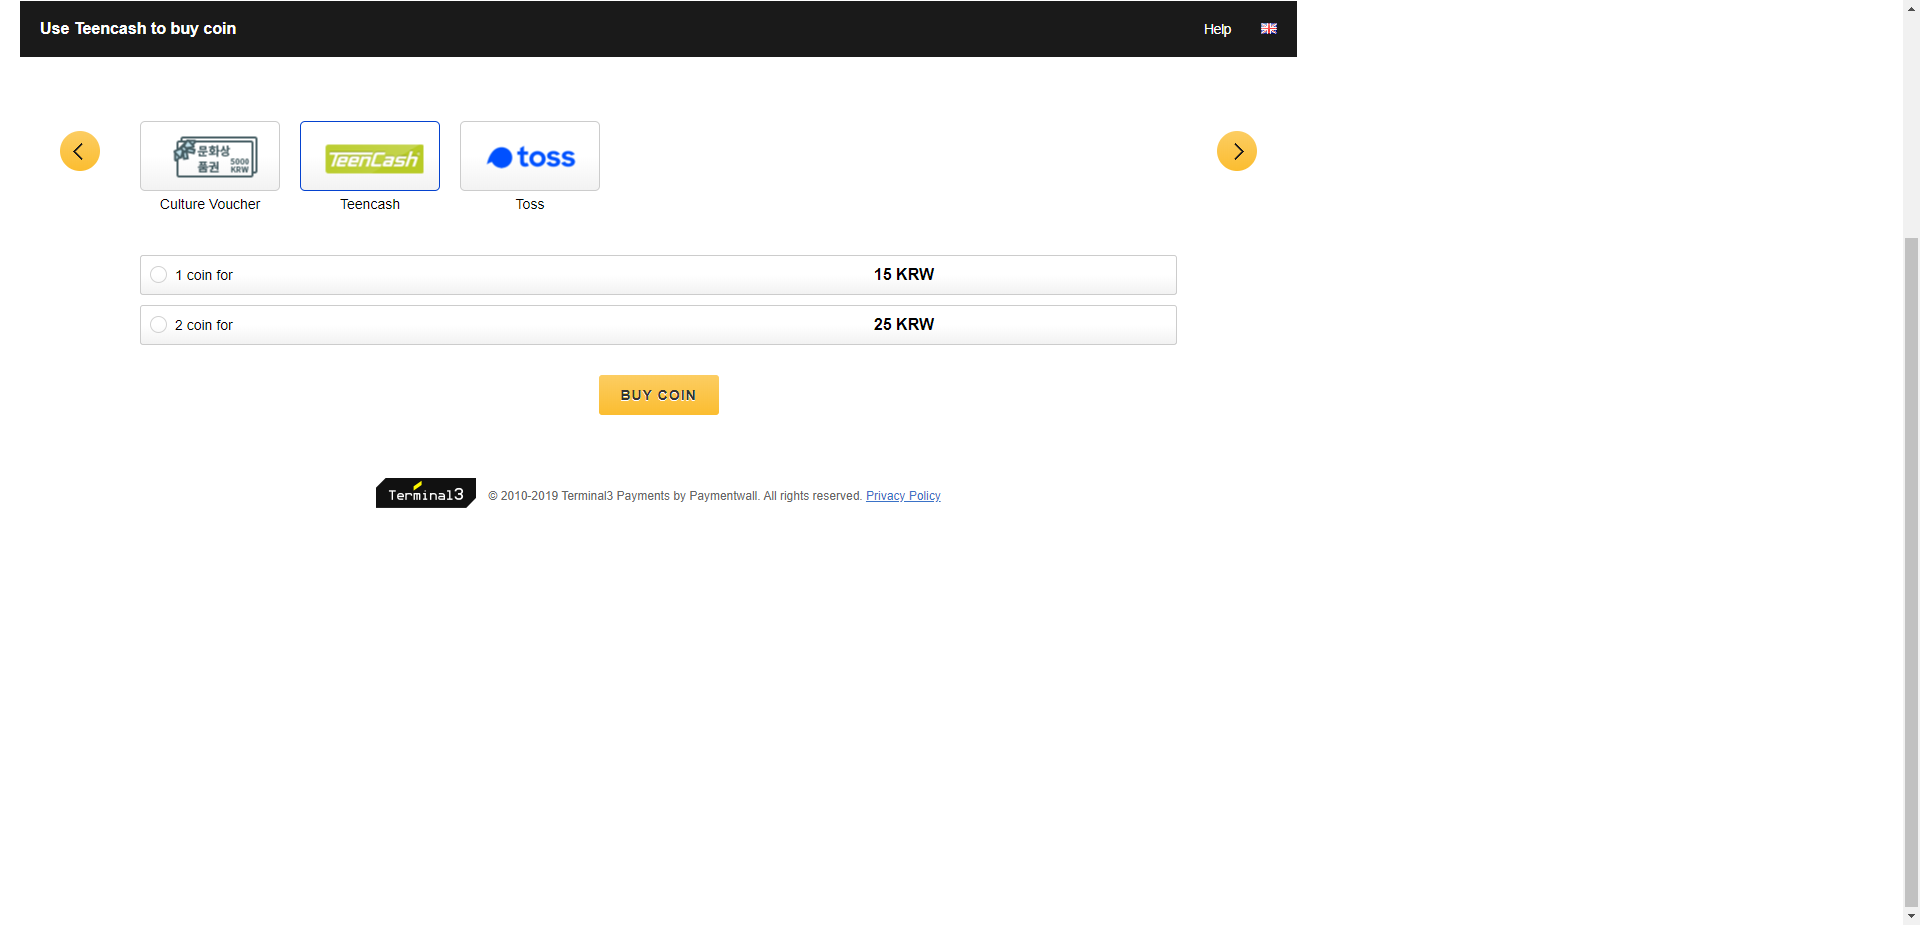 Use Teencash to buy coin
Help
문화상
품권
5000
KRW
TeenCash
toss
Culture Voucher
Teencash
Toss
1 coin for 15 KRW
2 coin for 25 KRW
BUY COIN
Terminal3
© 2010-2019 Terminal3 Payments by Paymentwall. All rights reserved. Privacy Policy